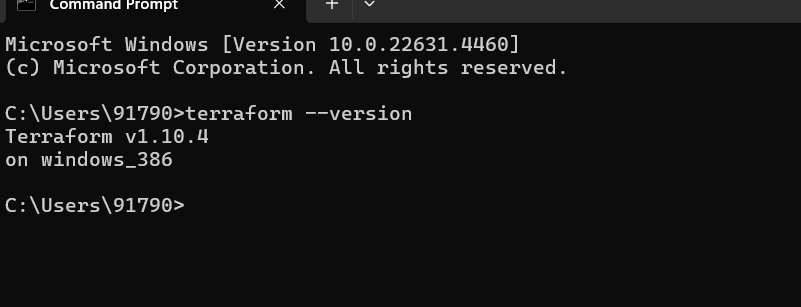 Command Prompt
Microsoft Windows [Version 10.0.22631.4460]
(c) Microsoft Corporation. All rights reserved.
C:\Users\91790>terraform --version
Terraform v1.10.4
on windows_386
C:\Users\91790>